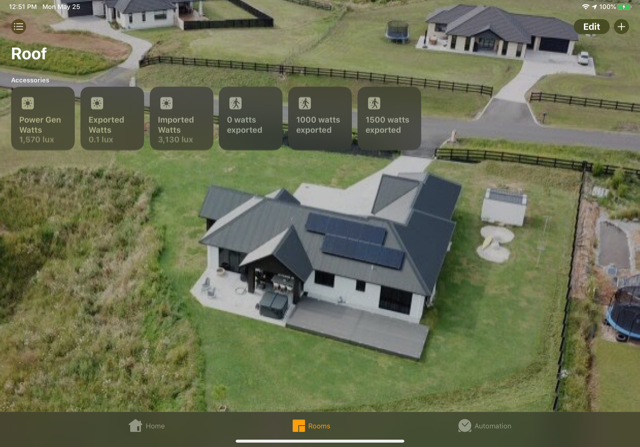 12:51 PM Mon May 25
100%
Edit
Roof
Accessories
Power Gen
Watts
1,570 lux
Exported
Watts
0.1 lux
Imported
Watts
3,130 lux
0 watts
exported
1000 watts
exported
1500 watts
exported
Home
Rooms
Automation